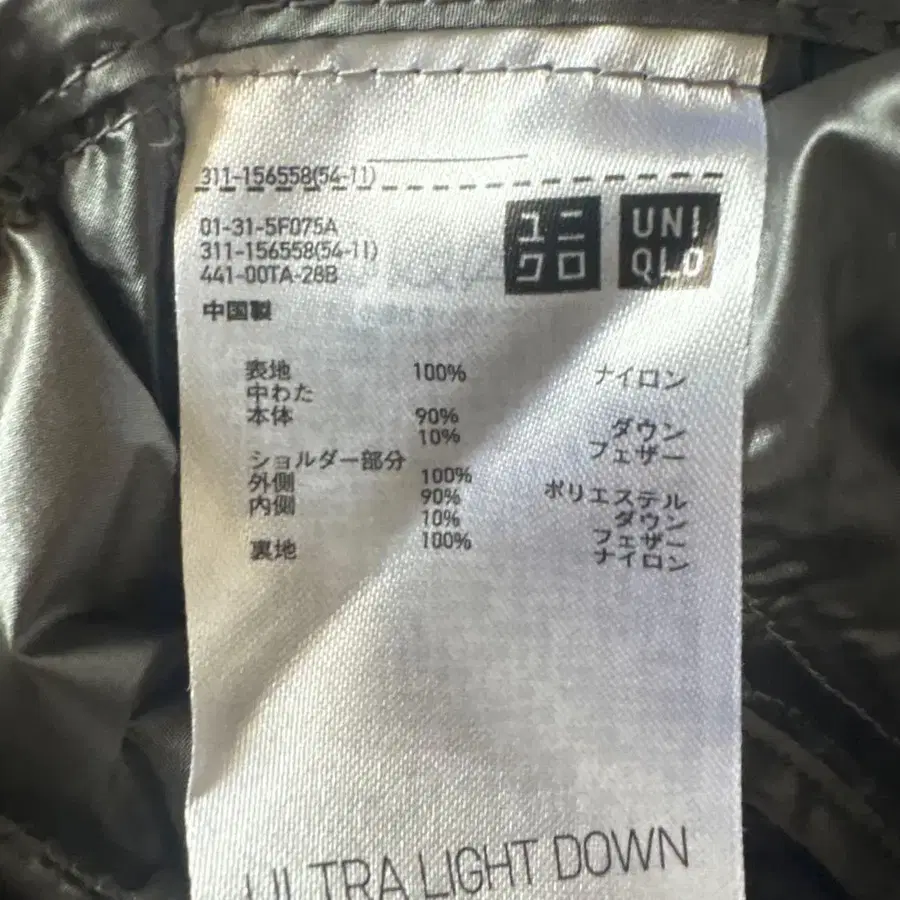 311-156558(54-11)
01-31-5F075A
311-156558(54-11)
441-00TA-28B
中国製
ユニ
クロ
UNI
QLO
表地 100% ナイロン
中わた
本体 90% ダウン
10% フェザー
ショルダー部分
外側 100% ポリエステル
内側 90% ダウン
10% フェザー
裏地 100% ナイロン
ULTRA LIGHT DOWN